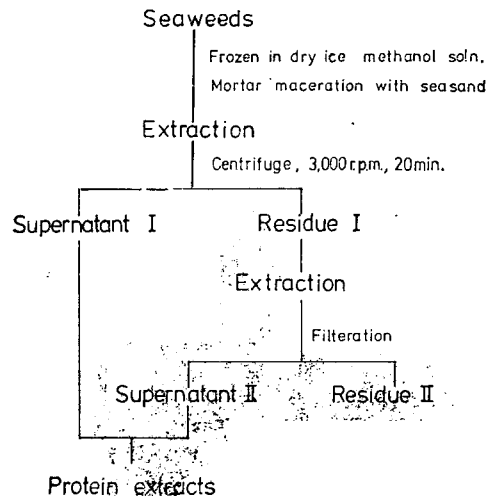 Seaweeds
Frozen in dry ice methanol soln.
Mortar maceration with seasand
Extraction
Centrifuge, 3,000 r.p.m., 20min.
Supernatant I
Residue I
Extraction
Filteration
Supernatant II
Residue II
Protein extracts